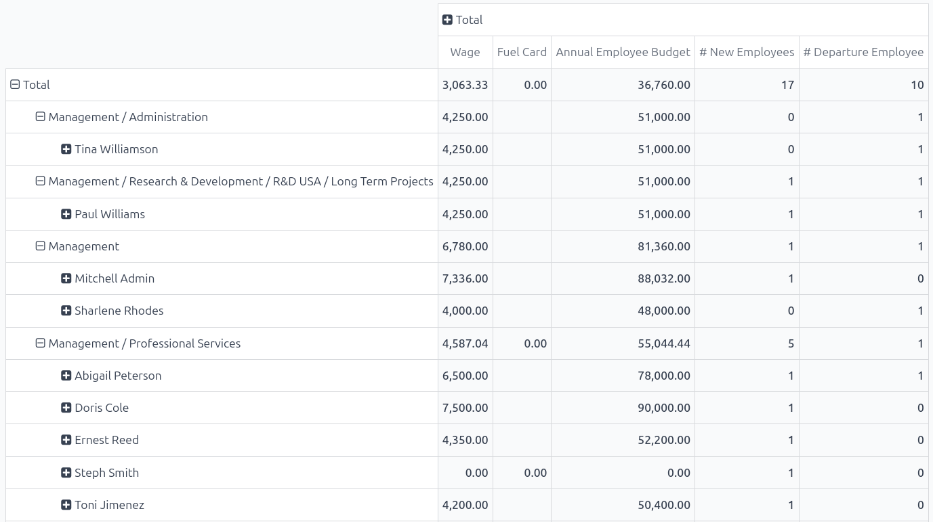 Total
Wage Fuel Card Annual Employee Budget # New Employees # Departure Employee
Total 3,063.33 0.00 36,760.00 17 10
Management / Administration 4,250.00 51,000.00 0 1
Tina Williamson 4,250.00 51,000.00 0 1
Management / Research & Development / R&D USA / Long Term Projects 4,250.00 51,000.00 1 1
Paul Williams 4,250.00 51,000.00 1 1
Management 6,780.00 81,360.00 1 1
Mitchell Admin 7,336.00 88,032.00 1 0
Sharlene Rhodes 4,000.00 48,000.00 0 1
Management / Professional Services 4,587.04 0.00 55,044.44 5 1
Abigail Peterson 6,500.00 78,000.00 1 1
Doris Cole 7,500.00 90,000.00 1 0
Ernest Reed 4,350.00 52,200.00 1 0
Steph Smith 0.00 0.00 0.00 1 0
Toni Jimenez 4,200.00 50,400.00 1 0